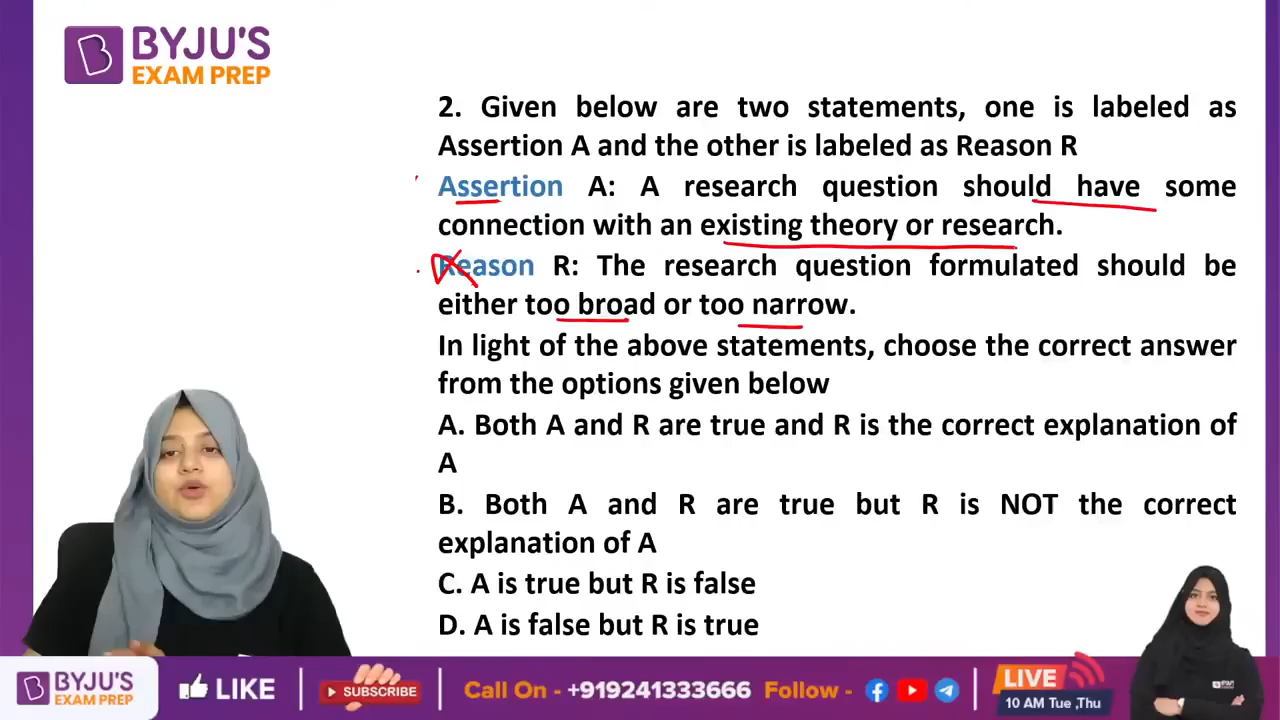 BYJU'S
EXAM PREP
2. Given below are two statements, one is labeled as
Assertion A and the other is labeled as Reason R
Assertion A: A research question should have some
connection with an existing theory or research.
Reason R: The research question formulated should be
either too broad or too narrow.
In light of the above statements, choose the correct answer
from the options given below
A. Both A and R are true and R is the correct explanation of
A
B. Both A and R are true but R is NOT the correct
explanation of A
C. A is true but R is false
D. A is false but R is true
BYJU'S
EXAM PREP
LIKE
SUBSCRIBE
Call On - +919241333666 Follow -
LIVE
10 AM Tue ,Thu